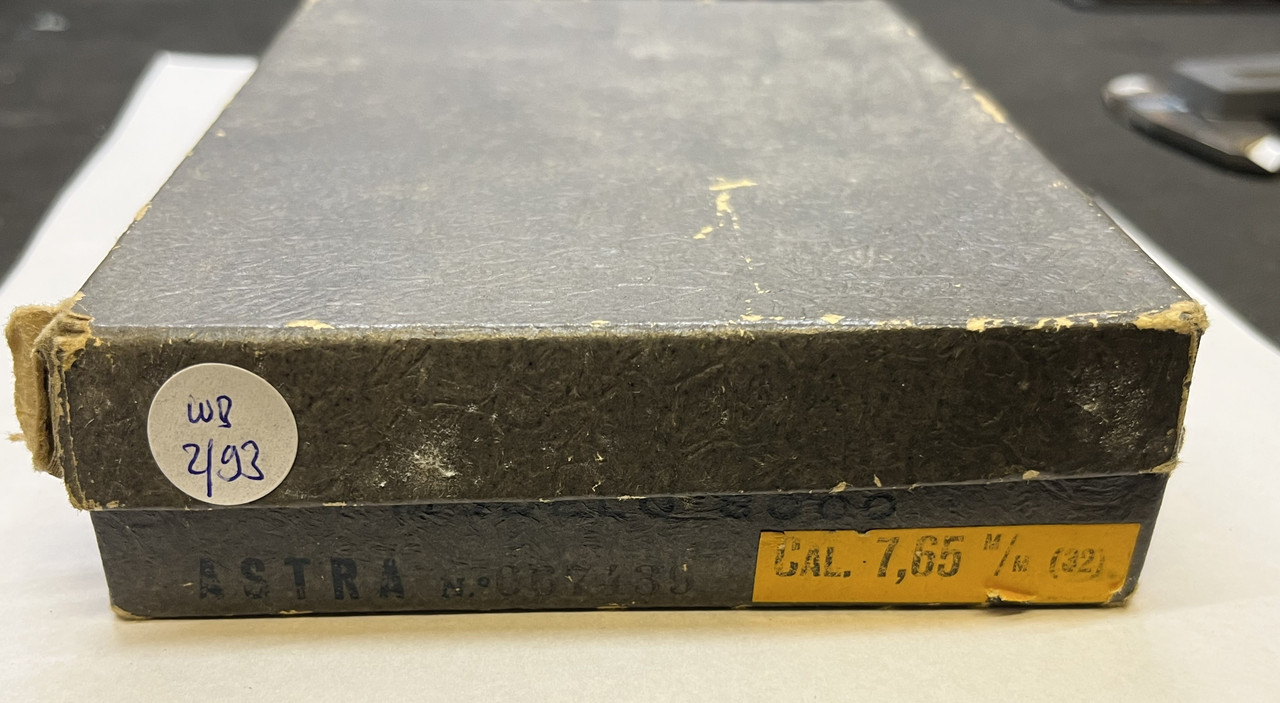 WB
2/93
ASTRA N.º
CAL. 7,65 M/M (32)